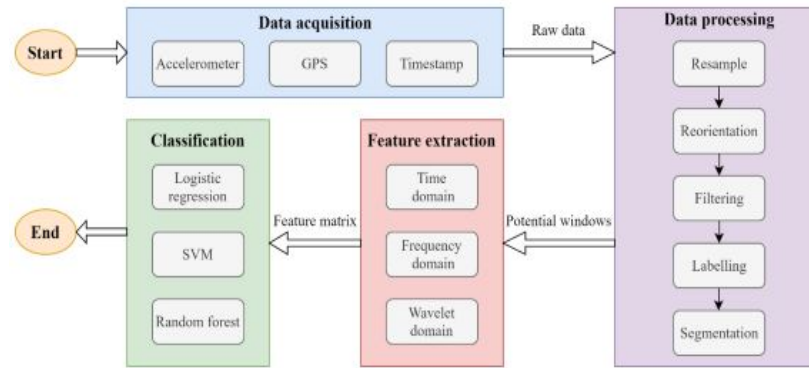 Data acquisition
Start
Accelerometer
GPS
Timestamp
Raw data
Data processing
Resample
Reorientation
Filtering
Labelling
Segmentation
Potential windows
Feature extraction
Time
domain
Frequency
domain
Wavelet
domain
Feature matrix
Classification
Logistic
regression
SVM
Random forest
End